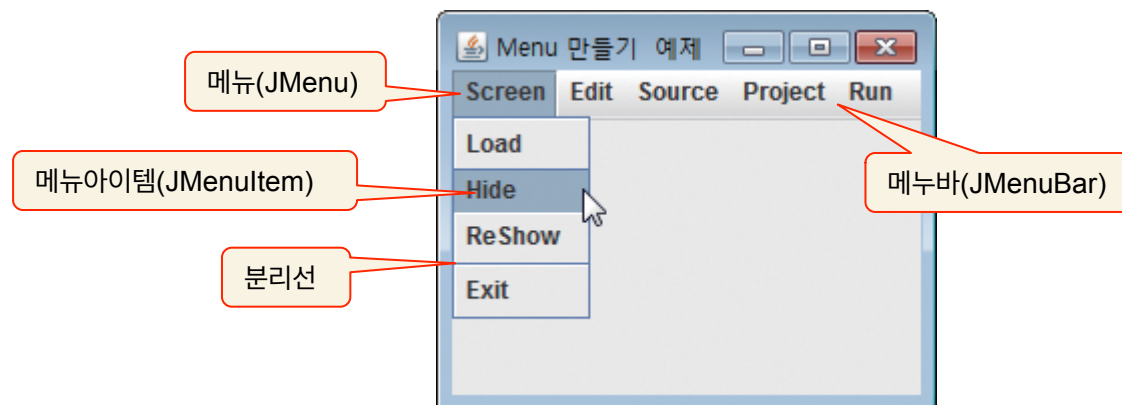 Menu 만들기 예제
메뉴(JMenu)
Screen Edit Source Project Run
Load
메뉴아이템(JMenuItem)
메누바(JMenuBar)
Hide
ReShow
분리선
Exit